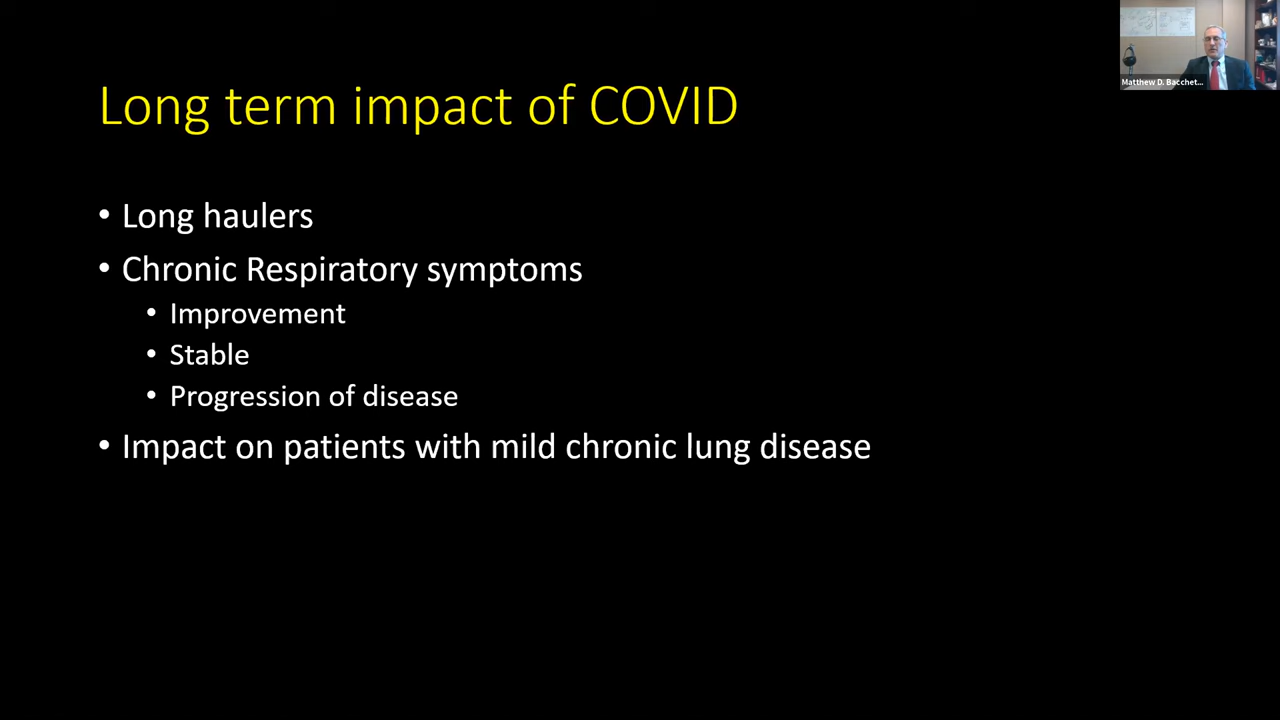 Matthew D. Bacchet...
Long term impact of COVID
• Long haulers
• Chronic Respiratory symptoms
• Improvement
• Stable
• Progression of disease
• Impact on patients with mild chronic lung disease